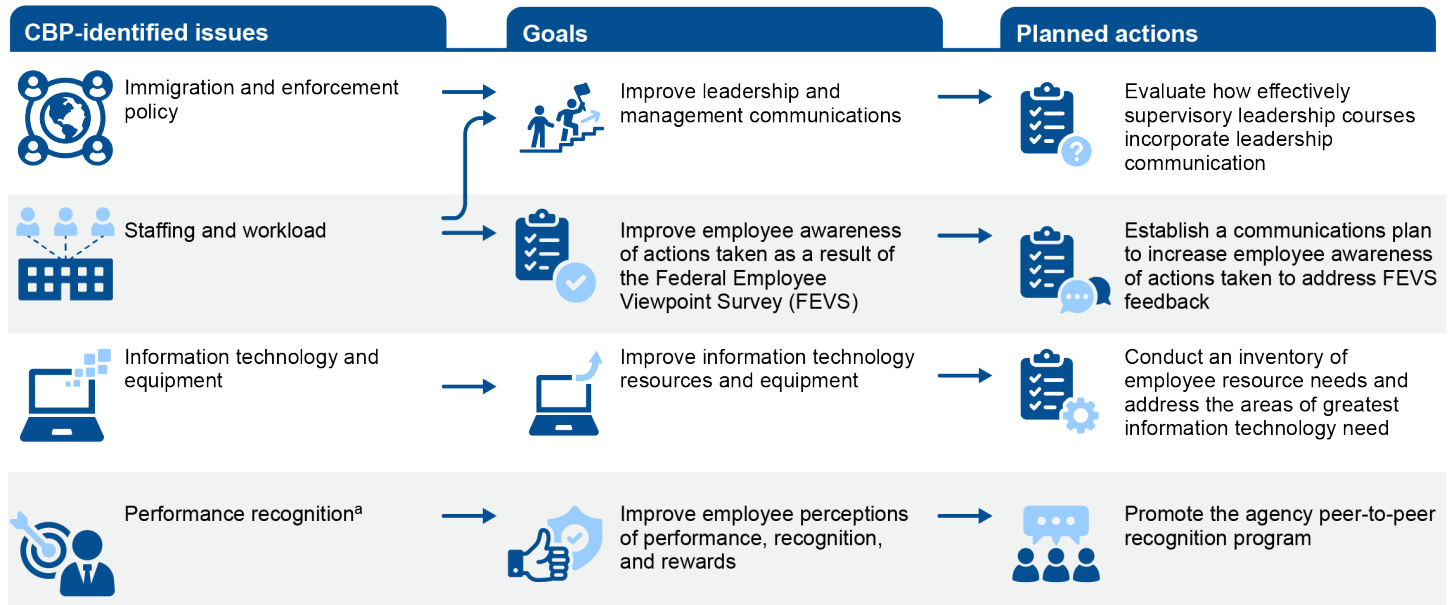 CBP-identified issues
Goals
Planned actions
Immigration and enforcement
policy
Improve leadership and
management communications
Evaluate how effectively
supervisory leadership courses
incorporate leadership
communication
?
Staffing and workload
Improve employee awareness
of actions taken as a result of
the Federal Employee
Viewpoint Survey (FEVS)
Establish a communications plan
to increase employee awareness
of actions taken to address FEVS
feedback
Information technology and
equipment
Improve information technology
resources and equipment
Conduct an inventory of
employee resource needs and
address the areas of greatest
information technology need
Performance recognitionᵃ
Improve employee perceptions
of performance, recognition,
and rewards
Promote the agency peer-to-peer
recognition program